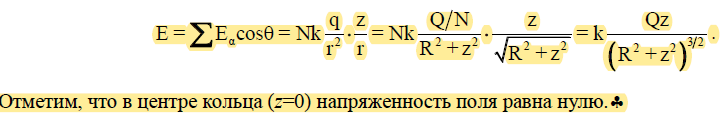 E = ∑E_α cosθ = Nk q/r² · z/r = Nk (Q/N)/(R² + z²) · z/√(R² + z²) = k Qz/(R² + z²)^{3/2} .
Отметим, что в центре кольца (z=0) напряженность поля равна нулю.♣